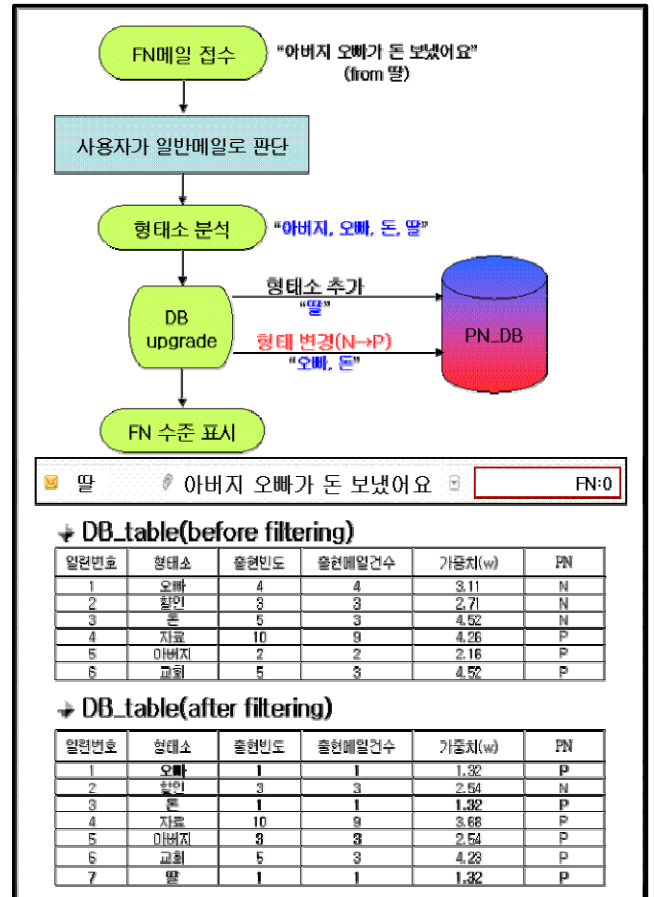 FN메일 접수
“아버지 오빠가 돈 보냈어요”
(from 딸)
사용자가 일반메일로 판단
형태소 분석
“아버지, 오빠, 돈, 딸”
DB
upgrade
형태소 추가
“딸”
형태 변경(N→P)
“오빠, 돈”
PN_DB
FN 수준 표시
딸 아버지 오빠가 돈 보냈어요 FN:0
DB_table(before filtering)
일련번호 형태소 출현빈도 출현메일건수 가중치(w) PN
1 오빠 4 4 3.11 N
2 할인 3 3 2.71 N
3 돈 5 3 4.52 N
4 자료 10 9 4.26 P
5 아버지 2 2 2.16 P
6 교회 5 3 4.52 P
DB_table(after filtering)
일련번호 형태소 출현빈도 출현메일건수 가중치(w) PN
1 오빠 1 1 1.32 P
2 할인 3 3 2.54 N
3 돈 1 1 1.32 P
4 자료 10 9 3.68 P
5 아버지 3 3 2.54 P
6 교회 5 3 4.23 P
7 딸 1 1 1.32 P